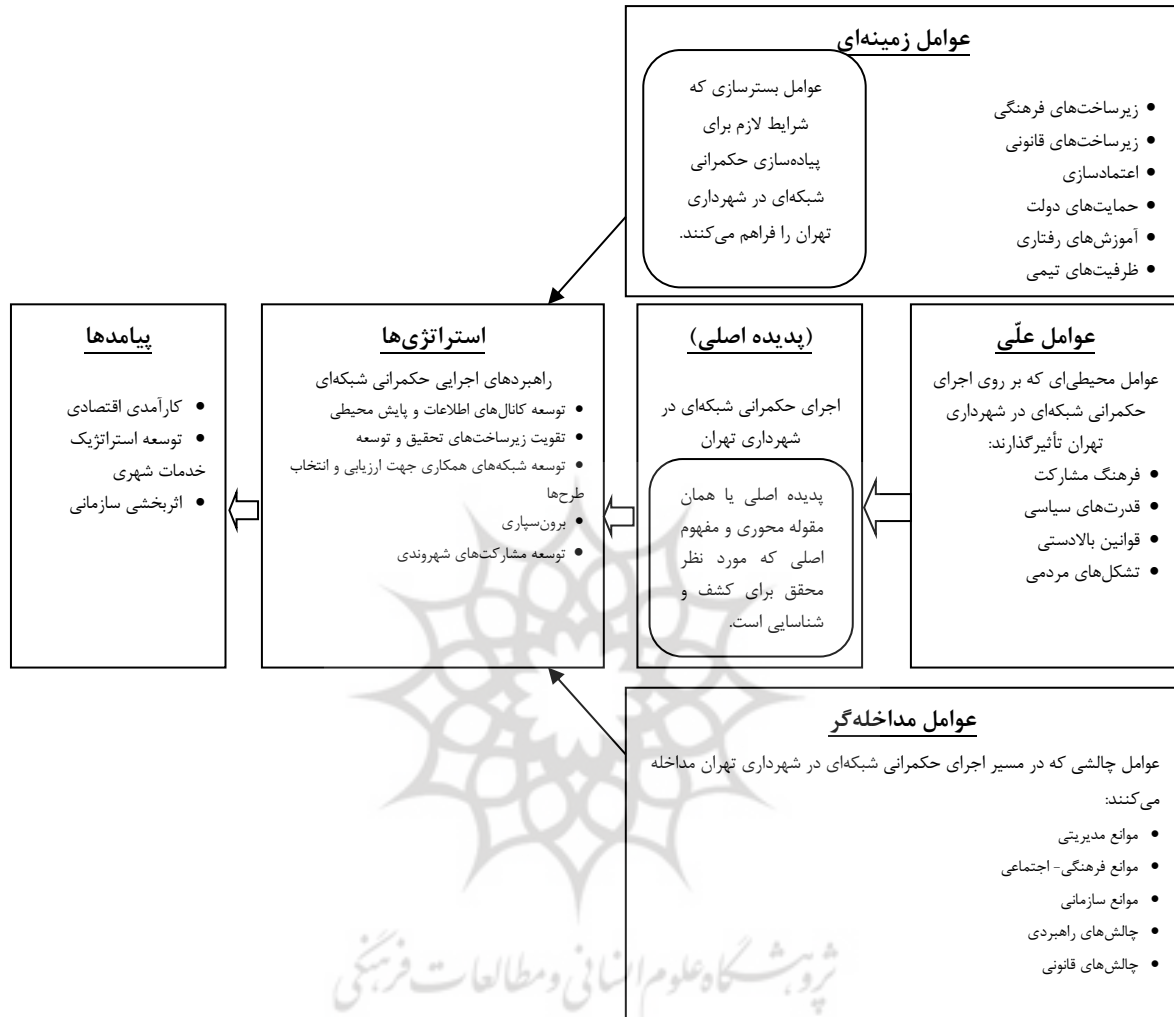 عوامل زمینه‌ای
عوامل بسترسازی که
شرایط لازم برای
پیاده‌سازی حکمرانی
شبکه‌ای در شهرداری
تهران را فراهم می‌کنند.
• زیرساخت‌های فرهنگی
• زیرساخت‌های قانونی
• اعتمادسازی
• حمایت‌های دولت
• آموزش‌های رفتاری
• ظرفیت‌های تیمی
عوامل علّی
عوامل محیطی‌ای که بر روی اجرای
حکمرانی شبکه‌ای در شهرداری
تهران تأثیرگذارند:
• فرهنگ مشارکت
• قدرت‌های سیاسی
• قوانین بالادستی
• تشکل‌های مردمی
(پدیده اصلی)
اجرای حکمرانی شبکه‌ای در
شهرداری تهران
پدیده اصلی یا همان
مقوله محوری و مفهوم
اصلی که مورد نظر
محقق برای کشف و
شناسایی است.
استراتژی‌ها
راهبردهای اجرایی حکمرانی شبکه‌ای
• توسعه کانال‌های اطلاعات و پایش محیطی
• تقویت زیرساخت‌های تحقیق و توسعه
• توسعه شبکه‌های همکاری جهت ارزیابی و انتخاب
طرح‌ها
• برون‌سپاری
• توسعه مشارکت‌های شهروندی
پیامدها
• کارآمدی اقتصادی
• توسعه استراتژیک
خدمات شهری
• اثربخشی سازمانی
عوامل مداخله‌گر
عوامل چالشی که در مسیر اجرای حکمرانی شبکه‌ای در شهرداری تهران مداخله
می‌کنند:
• موانع مدیریتی
• موانع فرهنگی- اجتماعی
• موانع سازمانی
• چالش‌های راهبردی
• چالش‌های قانونی
پژوهشگاه علوم انسانی و مطالعات فرهنگی